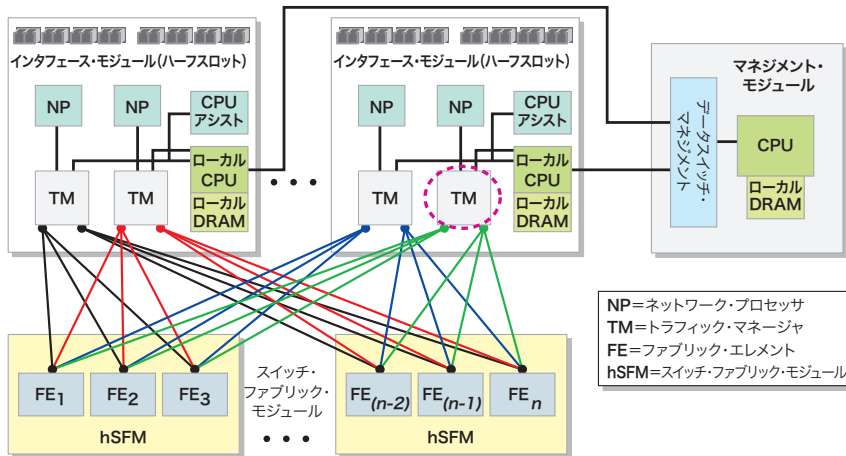 インタフェース・モジュール(ハーフスロット)
NP
NP
CPU
アシスト
ローカル
CPU
ローカル
DRAM
TM
TM
• • •
インタフェース・モジュール(ハーフスロット)
NP
NP
CPU
アシスト
ローカル
CPU
ローカル
DRAM
TM
TM
マネジメント・
モジュール
データスイッチ・
マネジメント
CPU
ローカル
DRAM
NP=ネットワーク・プロセッサ
TM=トラフィック・マネージャ
FE=ファブリック・エレメント
hSFM=スイッチ・ファブリック・モジュール
FE1
FE2
FE3
hSFM
スイッチ・
ファブリック・
モジュール
• • •
FE(n-2)
FE(n-1)
FEn
hSFM